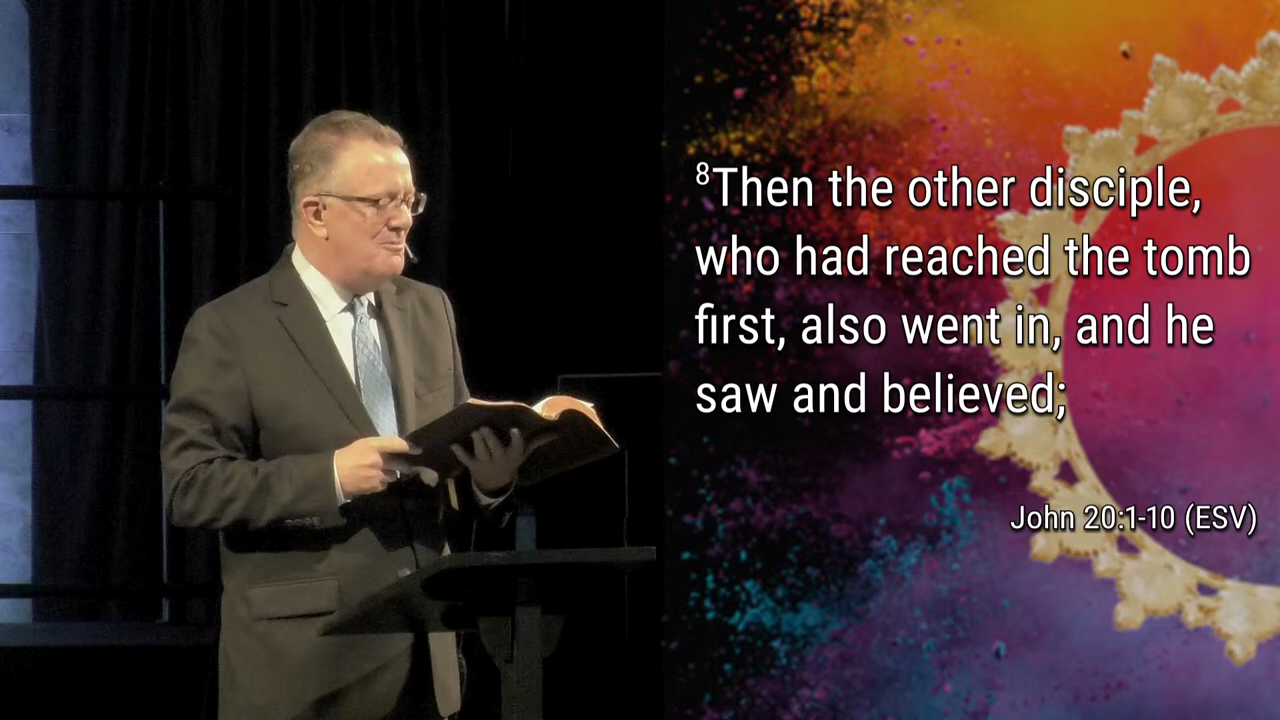 ⁸Then the other disciple,
who had reached the tomb
first, also went in, and he
saw and believed;
John 20:1-10 (ESV)